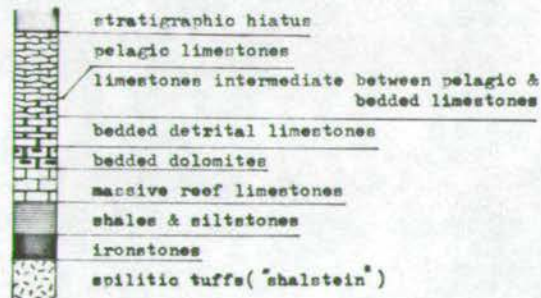 stratigraphic hiatus
pelagic limestones
limestones intermediate between pelagic &
bedded limestones
bedded detrital limestones
bedded dolomites
massive reef limestones
shales & siltstones
ironstones
spilitic tuffs("shalstein")